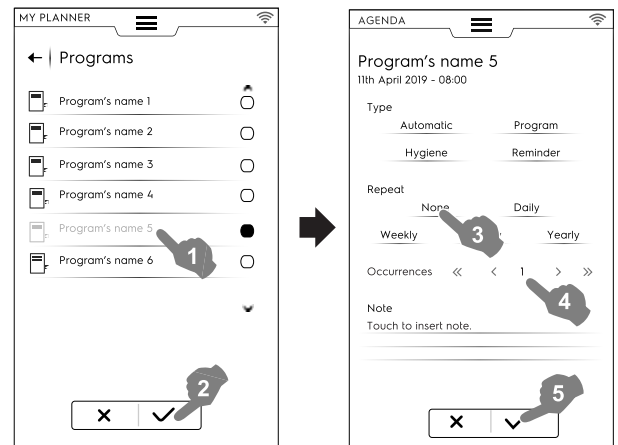 MY PLANNER
Programs
Program's name 1
Program's name 2
Program's name 3
Program's name 4
Program's name 5
Program's name 6
1
2
AGENDA
Program's name 5
11th April 2019 - 08:00
Type
Automatic Program
Hygiene Reminder
Repeat
None Daily
Weekly Yearly
3
Occurrences « < 1 > »
4
Note
Touch to insert note.
5